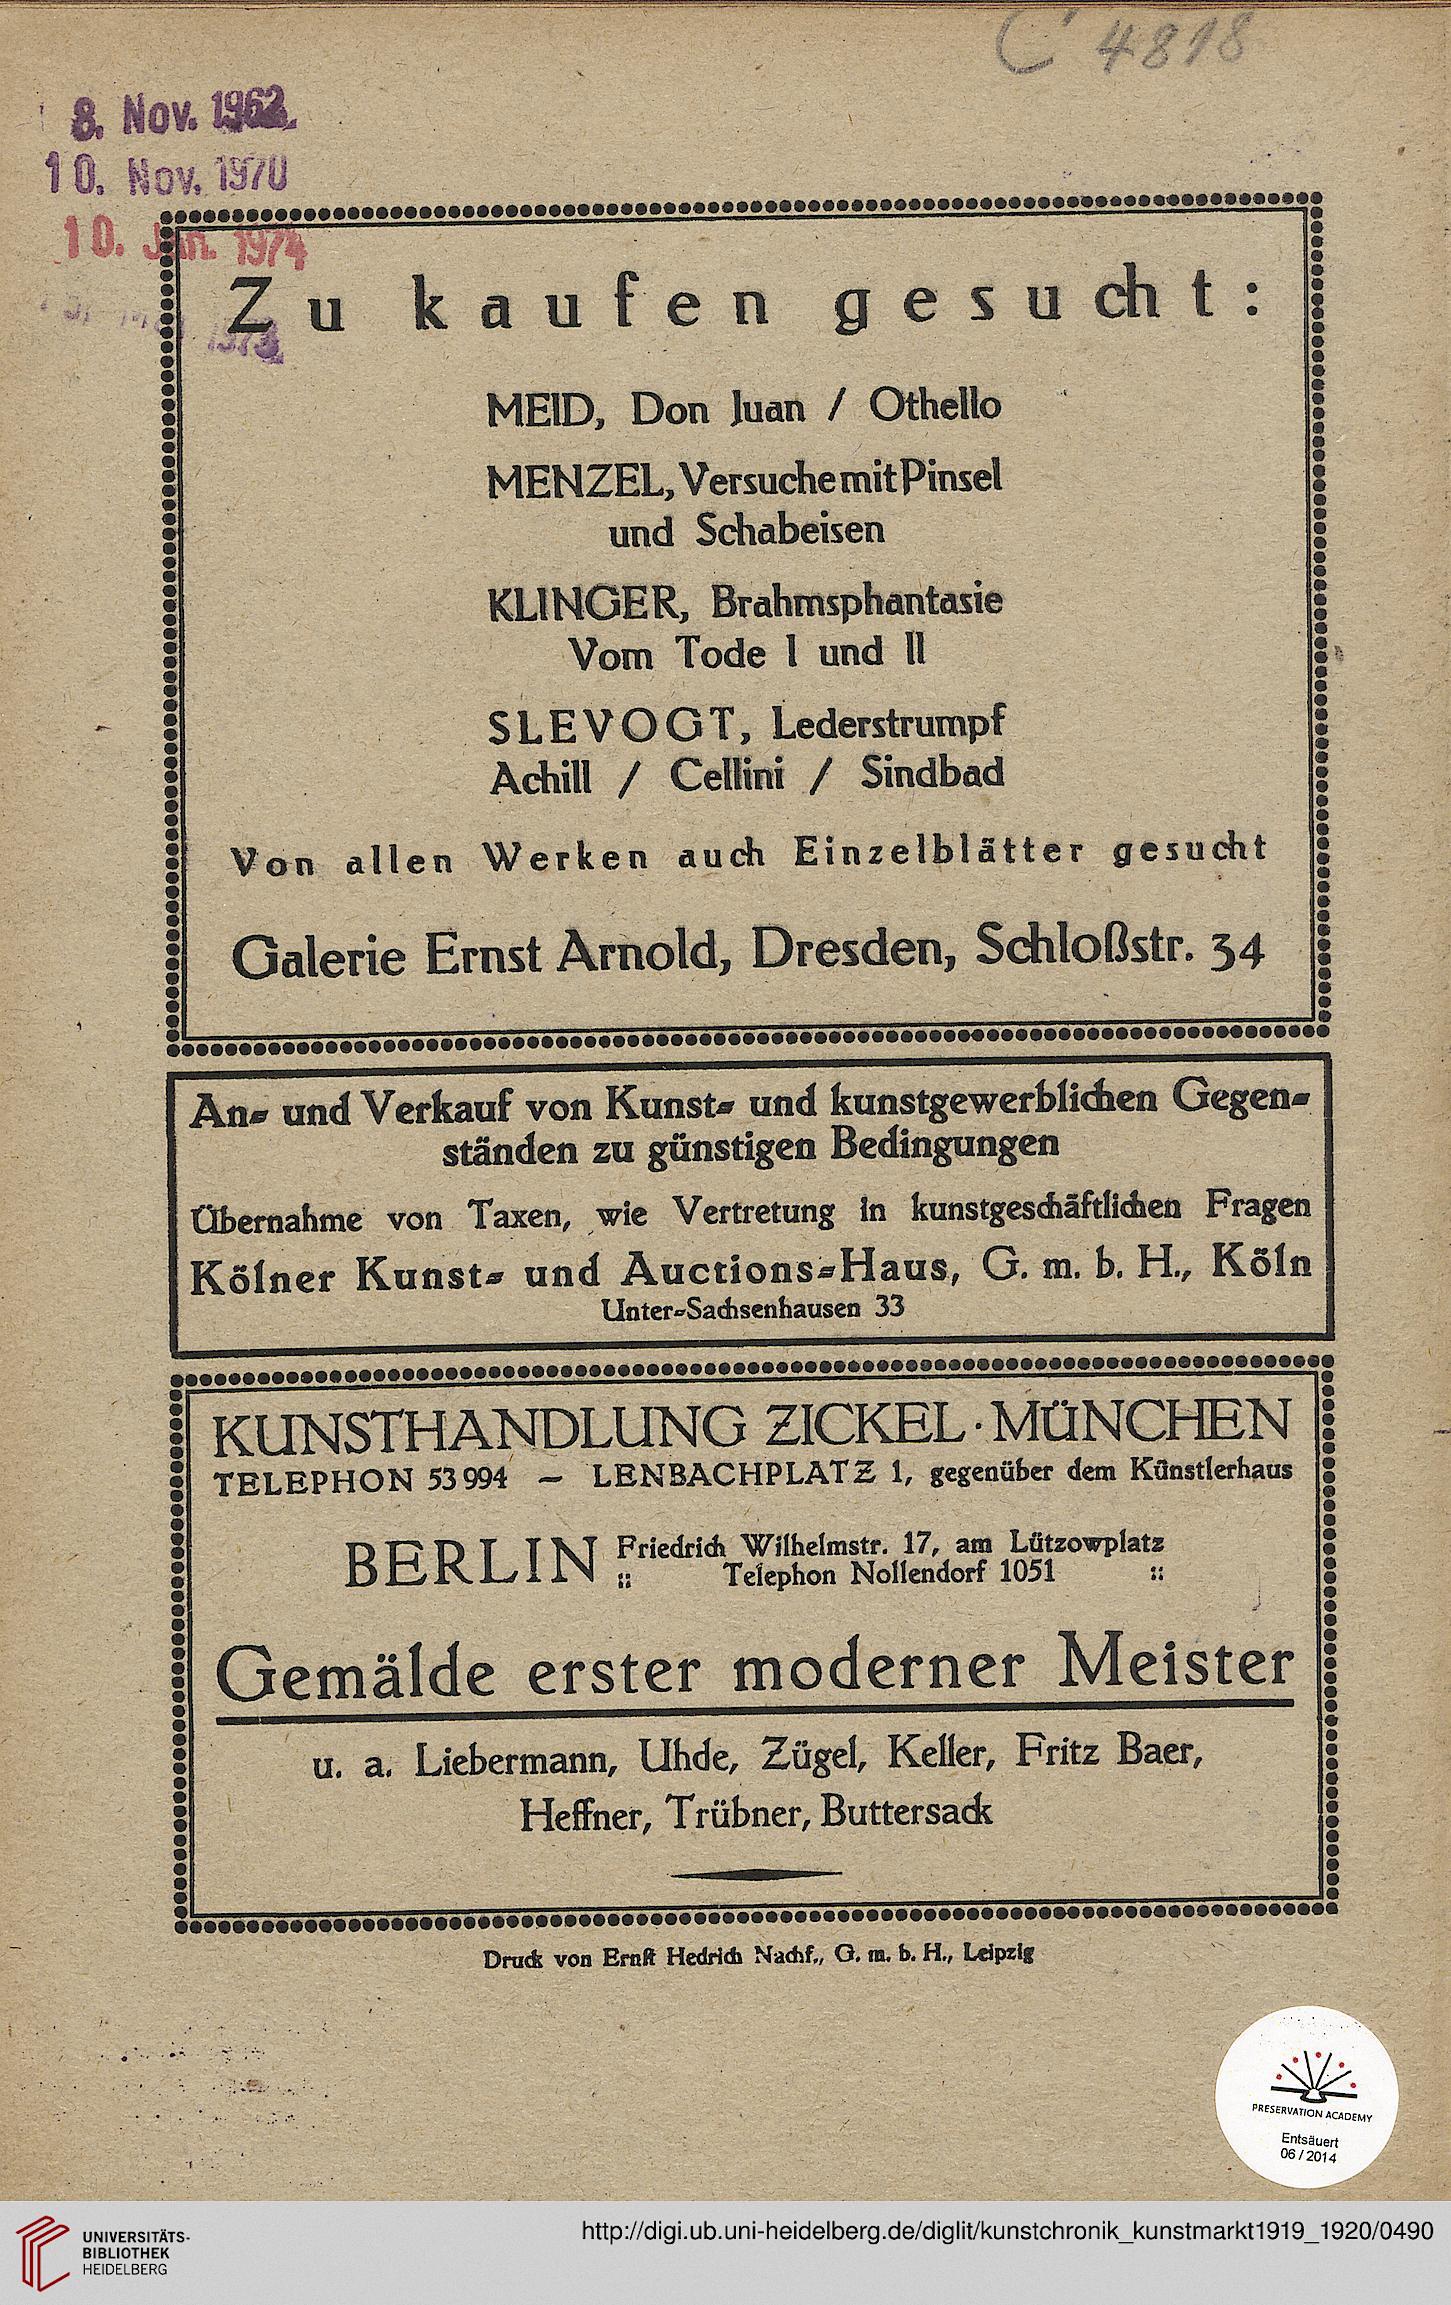 C 4818
8. Nov. 1962
10. Nov. 1970
10. Jan. 1974
Zu kaufen gesucht:
MEID, Don Juan / Othello
MENZEL, Versuche mit Pinsel
und Schabeisen
KLINGER, Brahmsphantasie
Vom Tode I und II
SLEVOGT, Lederstrumpf
Achill / Cellini / Sindbad
Von allen Werken auch Einzelblätter gesucht
Galerie Ernst Arnold, Dresden, Schloßstr. 34
An- und Verkauf von Kunst- und kunstgewerblichen Gegen-
ständen zu günstigen Bedingungen
Übernahme von Taxen, wie Vertretung in kunstgeschäftlichen Fragen
Kölner Kunst- und Auctions-Haus, G. m. b. H., Köln
Unter-Sachsenhausen 33
KUNSTHANDLUNG ZICKEL · MÜNCHEN
TELEPHON 53994 — LENBACHPLATZ 1, gegenüber dem Künstlerhaus
BERLIN Friedrich Wilhelmstr. 17, am Lützowplatz
:: Telephon Nollendorf 1051 ::
Gemälde erster moderner Meister
u. a. Liebermann, Uhde, Zügel, Keller, Fritz Baer,
Heffner, Trübner, Buttersack
Druck von Ernst Hedrich Nachf., G. m. b. H., Leipzig
PRESERVATION ACADEMY
Entsäuert
06 / 2014
UNIVERSITÄTS-
BIBLIOTHEK
HEIDELBERG
http://digi.ub.uni-heidelberg.de/diglit/kunstchronik_kunstmarkt1919_1920/0490